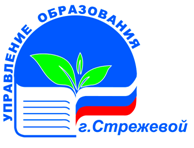 УПРАВЛЕНИЕ ОБРАЗОВАНИЯ
г.Стрежевой